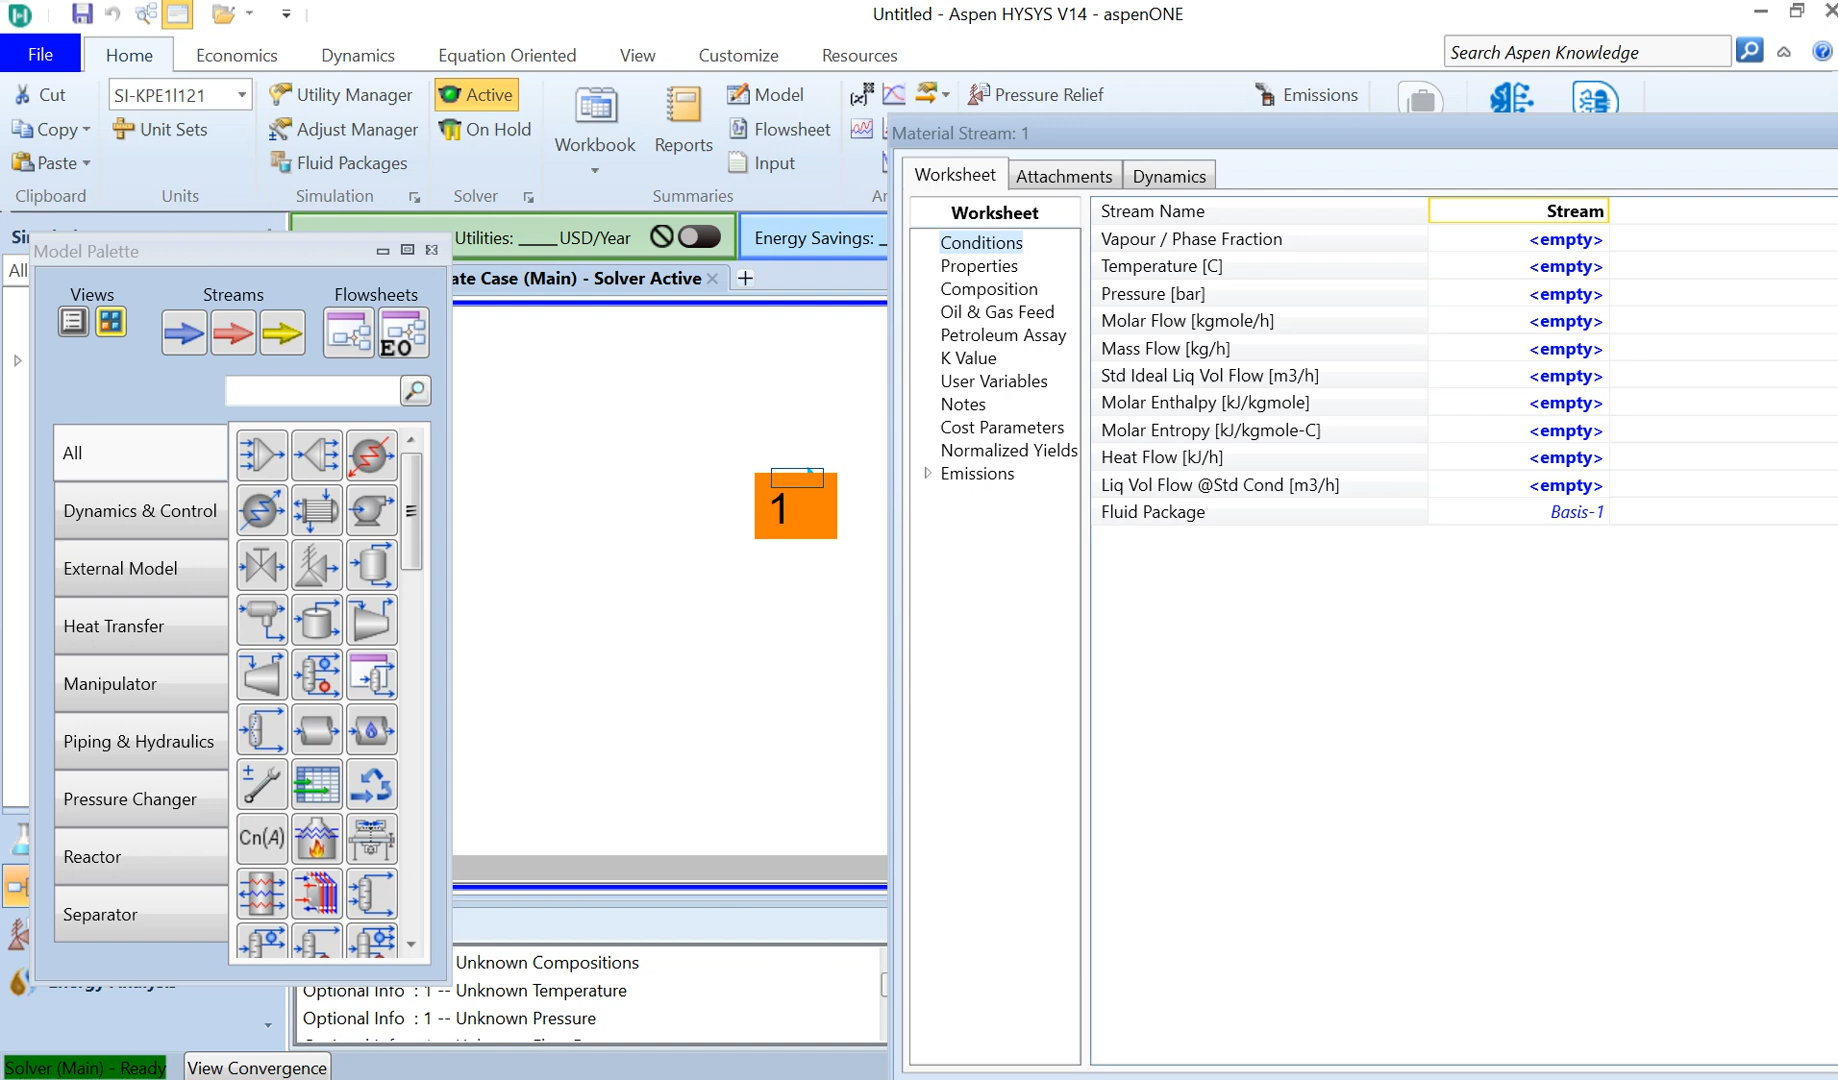 Untitled - Aspen HYSYS V14 - aspenONE
File
Home
Economics
Dynamics
Equation Oriented
View
Customize
Resources
Search Aspen Knowledge
Cut
SI-KPE1l121
Utility Manager
Active
Model
Pressure Relief
Emissions
Copy
Unit Sets
Adjust Manager
On Hold
Workbook
Reports
Flowsheet
Paste
Fluid Packages
Input
Clipboard
Units
Simulation
Solver
Summaries
Material Stream: 1
Worksheet
Attachments
Dynamics
Utilities: ____USD/Year
Energy Savings: _
ate Case (Main) - Solver Active
All
Model Palette
Views
Streams
Flowsheets
EO
All
Dynamics & Control
External Model
Heat Transfer
Manipulator
Piping & Hydraulics
Pressure Changer
Reactor
Separator
Cn(A)
1
Worksheet
Conditions
Properties
Composition
Oil & Gas Feed
Petroleum Assay
K Value
User Variables
Notes
Cost Parameters
Normalized Yields
Emissions
Stream Name Stream
Vapour / Phase Fraction <empty>
Temperature [C] <empty>
Pressure [bar] <empty>
Molar Flow [kgmole/h] <empty>
Mass Flow [kg/h] <empty>
Std Ideal Liq Vol Flow [m3/h] <empty>
Molar Enthalpy [kJ/kgmole] <empty>
Molar Entropy [kJ/kgmole-C] <empty>
Heat Flow [kJ/h] <empty>
Liq Vol Flow @Std Cond [m3/h] <empty>
Fluid Package Basis-1
Unknown Compositions
Optional Info : 1 -- Unknown Temperature
Optional Info : 1 -- Unknown Pressure
Solver (Main) - Ready
View Convergence